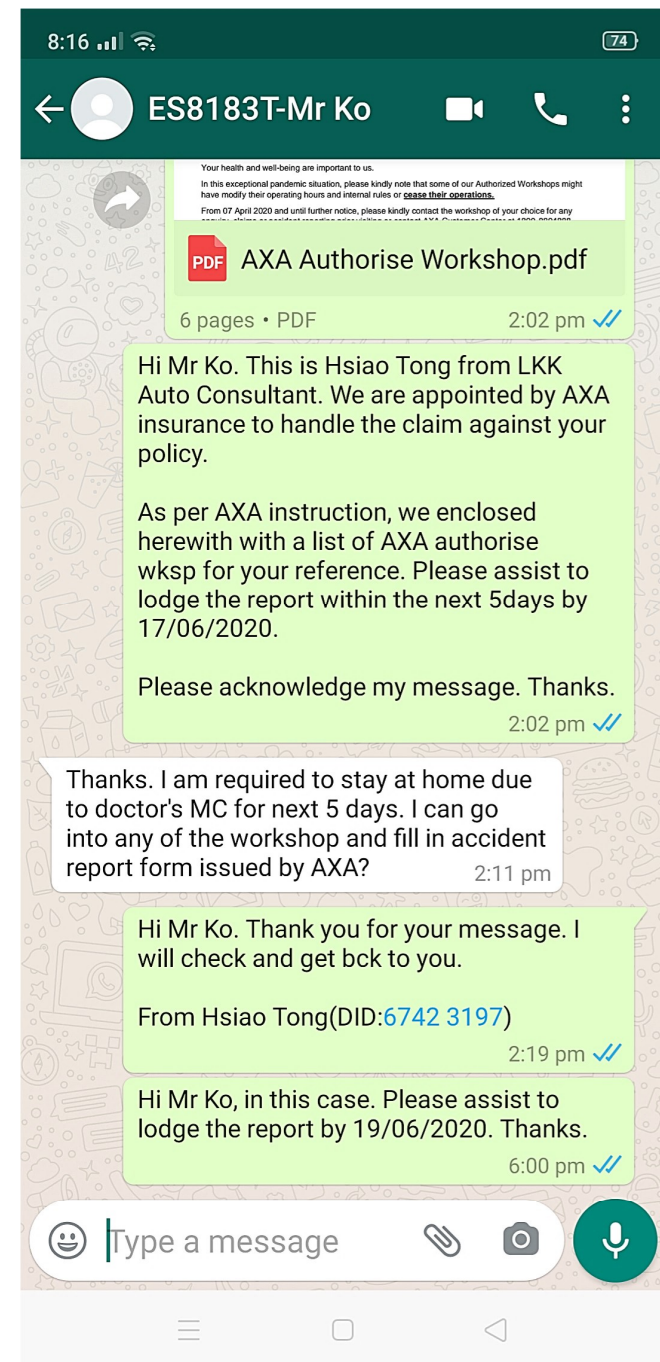 8:16
74
ES8183T-Mr Ko
Your health and well-being are important to us.
In this exceptional pandemic situation, please kindly note that some of our Authorized Workshops might
have modify their operating hours and internal rules or cease their operations.
From 07 April 2020 and until further notice, please kindly contact the workshop of your choice for any
PDF AXA Authorise Workshop.pdf
6 pages • PDF 2:02 pm
Hi Mr Ko. This is Hsiao Tong from LKK
Auto Consultant. We are appointed by AXA
insurance to handle the claim against your
policy.
As per AXA instruction, we enclosed
herewith with a list of AXA authorise
wksp for your reference. Please assist to
lodge the report within the next 5days by
17/06/2020.
Please acknowledge my message. Thanks.
2:02 pm
Thanks. I am required to stay at home due
to doctor's MC for next 5 days. I can go
into any of the workshop and fill in accident
report form issued by AXA?
2:11 pm
Hi Mr Ko. Thank you for your message. I
will check and get bck to you.
From Hsiao Tong(DID:6742 3197)
2:19 pm
Hi Mr Ko, in this case. Please assist to
lodge the report by 19/06/2020. Thanks.
6:00 pm
Type a message